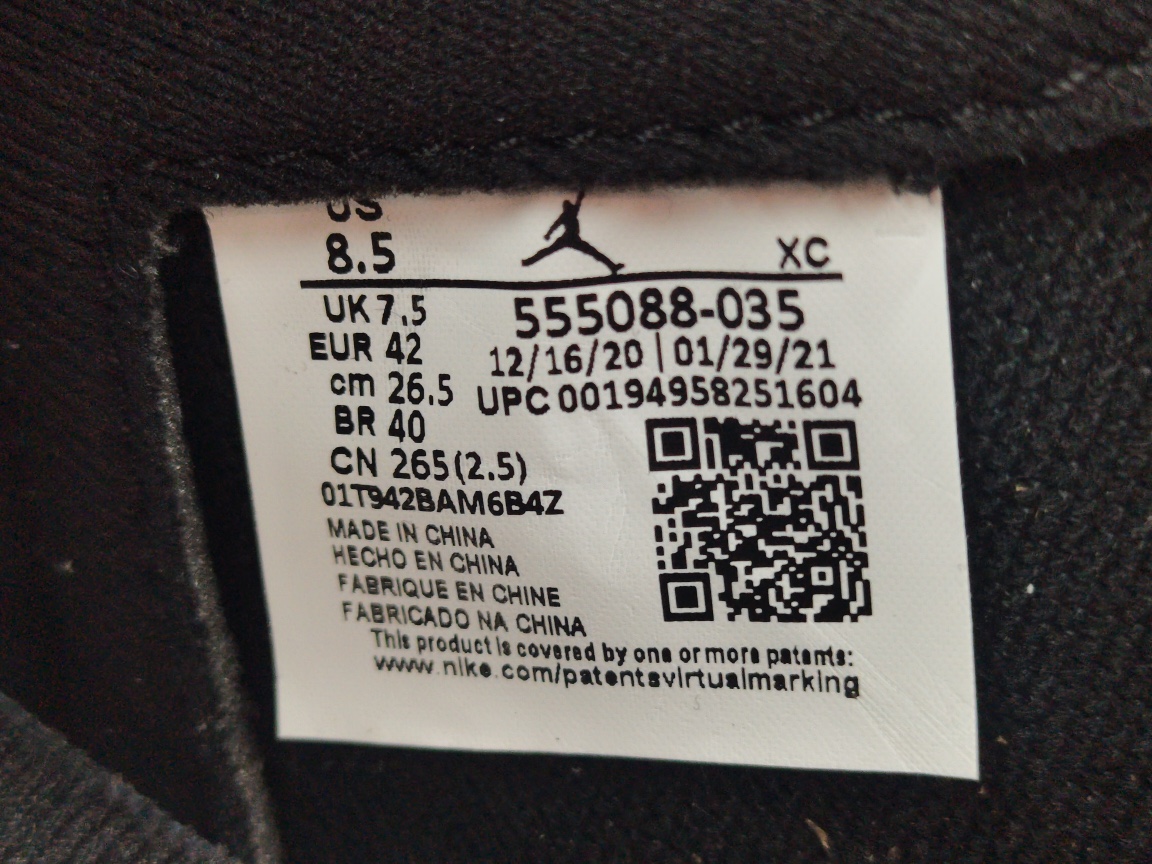 US
8.5
XC
UK 7.5
555088-035
EUR 42
12/16/20 | 01/29/21
cm 26.5
UPC 00194958251604
BR 40
CN 265(2.5)
01T942BAM6B4Z
MADE IN CHINA
HECHO EN CHINA
FABRIQUE EN CHINE
FABRICADO NA CHINA
This product is covered by one or more patents:
www.nike.com/patentsvirtualmarking